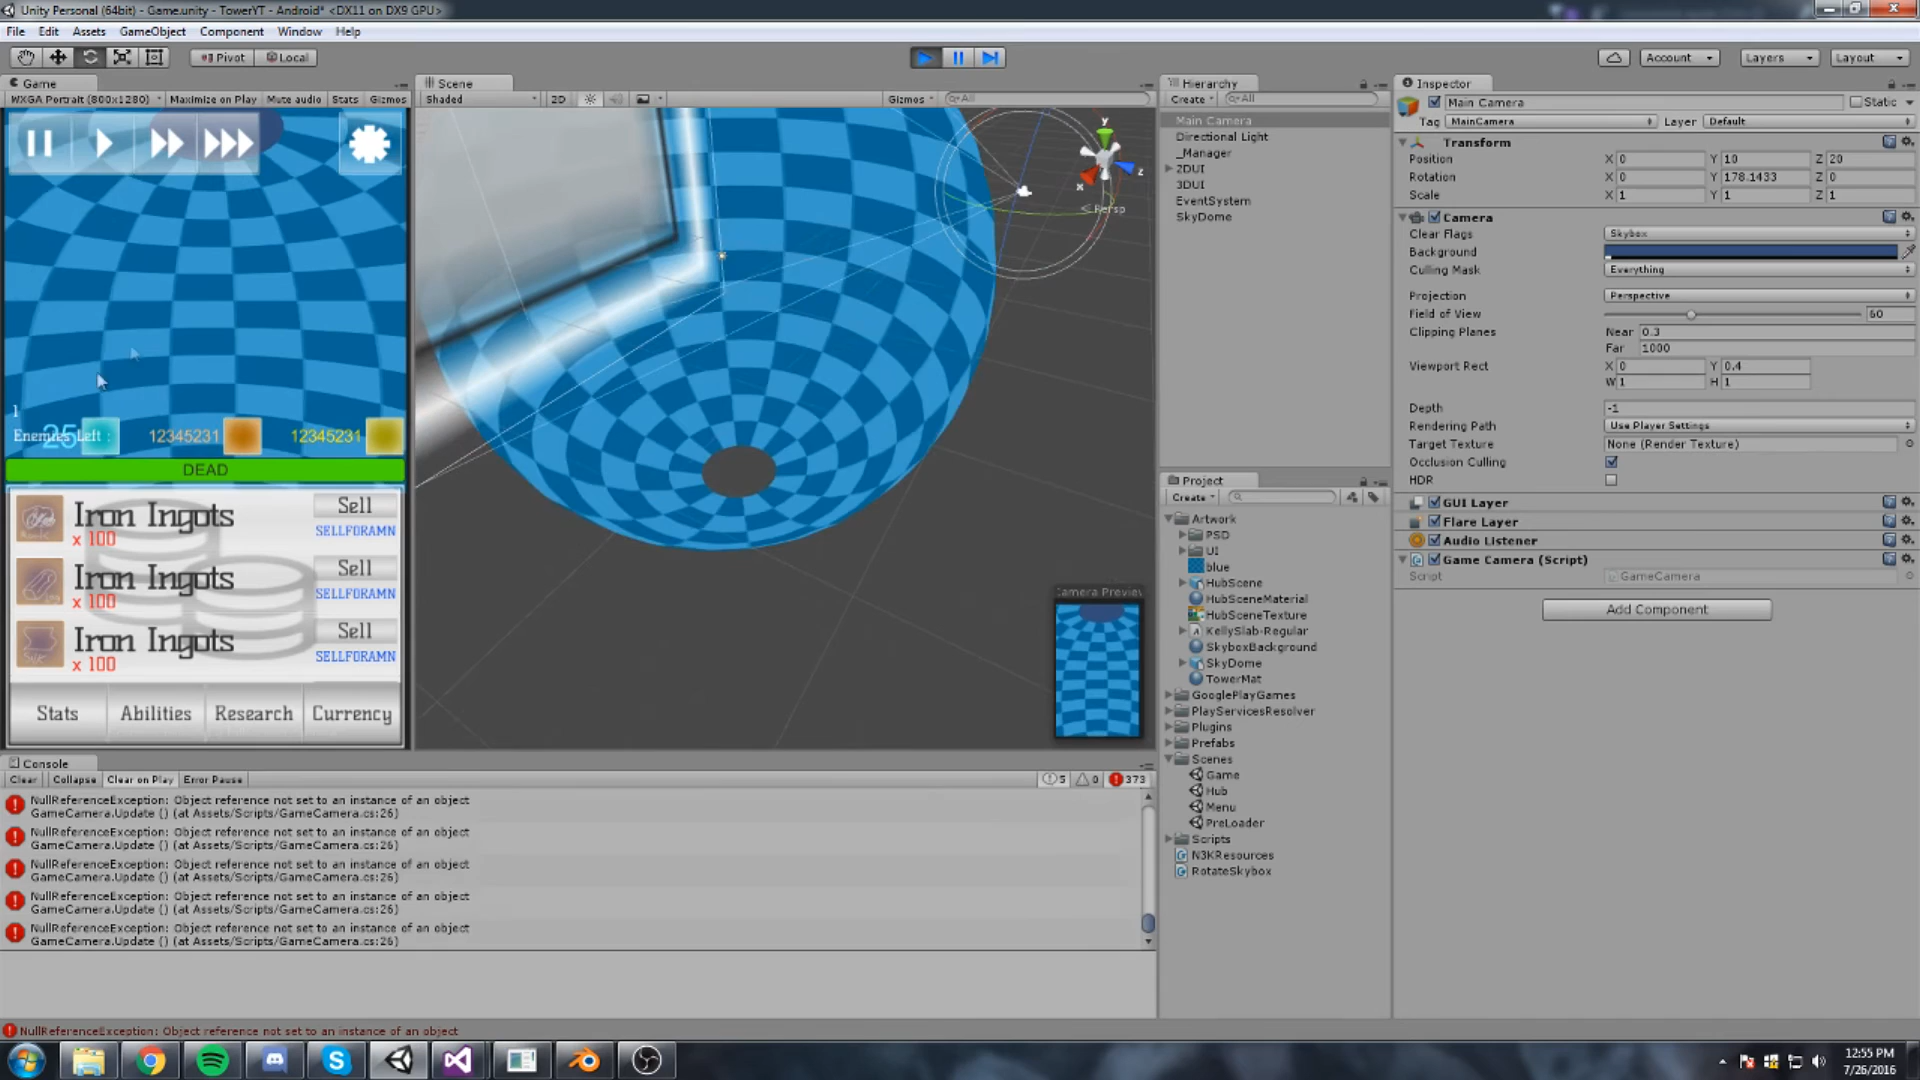 Unity Personal (64bit) - Game.unity - TowerYT - Android* <DX11 on DX9 GPU>
File Edit Assets GameObject Component Window Help
Pivot Local
Account Layers Layout
Game
WXGA Portrait (800x1280) Maximize on Play Mute audio Stats Gizmos
1
Enemies Left :
25
12345231
12345231
DEAD
Iron Ingots
x 100
Sell
SELLFORAMN
Iron Ingots
x 100
Sell
SELLFORAMN
Iron Ingots
x 100
Sell
SELLFORAMN
Stats Abilities Research Currency
Scene
Shaded 2D Gizmos All
y
x
z
Persp
Camera Preview
Hierarchy
Create All
Main Camera
Directional Light
_Manager
2DUI
3DUI
EventSystem
SkyDome
Project
Create
Artwork
PSD
UI
blue
HubScene
HubSceneMaterial
HubSceneTexture
KellySlab-Regular
SkyboxBackground
SkyDome
TowerMat
GooglePlayGames
PlayServicesResolver
Plugins
Prefabs
Scenes
Game
Hub
Menu
PreLoader
Scripts
N3KResources
RotateSkybox
Inspector
Main Camera Static
Tag MainCamera Layer Default
Transform
Position X 0 Y 10 Z 20
Rotation X 0 Y 178.1433 Z 0
Scale X 1 Y 1 Z 1
Camera
Clear Flags Skybox
Background
Culling Mask Everything
Projection Perspective
Field of View 60
Clipping Planes Near 0.3
Far 1000
Viewport Rect X 0 Y 0.4
W 1 H 1
Depth -1
Rendering Path Use Player Settings
Target Texture None (Render Texture)
Occlusion Culling
HDR
GUI Layer
Flare Layer
Audio Listener
Game Camera (Script)
Script GameCamera
Add Component
Console
Clear Collapse Clear on Play Error Pause 5 0 373
NullReferenceException: Object reference not set to an instance of an object
GameCamera.Update () (at Assets/Scripts/GameCamera.cs:26)
NullReferenceException: Object reference not set to an instance of an object
GameCamera.Update () (at Assets/Scripts/GameCamera.cs:26)
NullReferenceException: Object reference not set to an instance of an object
GameCamera.Update () (at Assets/Scripts/GameCamera.cs:26)
NullReferenceException: Object reference not set to an instance of an object
GameCamera.Update () (at Assets/Scripts/GameCamera.cs:26)
NullReferenceException: Object reference not set to an instance of an object
GameCamera.Update () (at Assets/Scripts/GameCamera.cs:26)
NullReferenceException: Object reference not set to an instance of an object
12:55 PM
7/26/2016